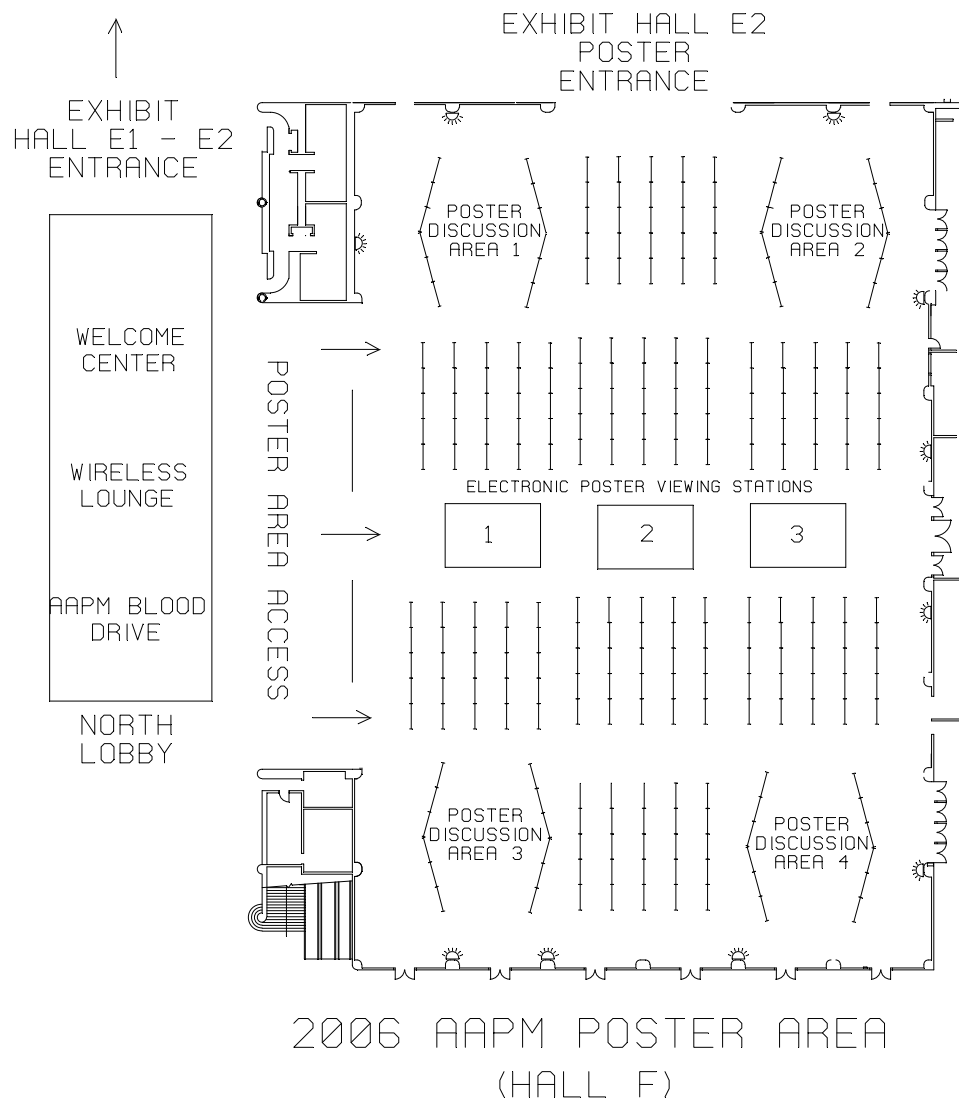 EXHIBIT HALL E2
POSTER
ENTRANCE
EXHIBIT
HALL E1 - E2
ENTRANCE
POSTER
DISCUSSION
AREA 1
POSTER
DISCUSSION
AREA 2
WELCOME
CENTER
WIRELESS
LOUNGE
AAPM BLOOD
DRIVE
NORTH
LOBBY
POSTER AREA ACCESS
ELECTRONIC POSTER VIEWING STATIONS
1
2
3
POSTER
DISCUSSION
AREA 3
POSTER
DISCUSSION
AREA 4
2006 AAPM POSTER AREA
(HALL F)